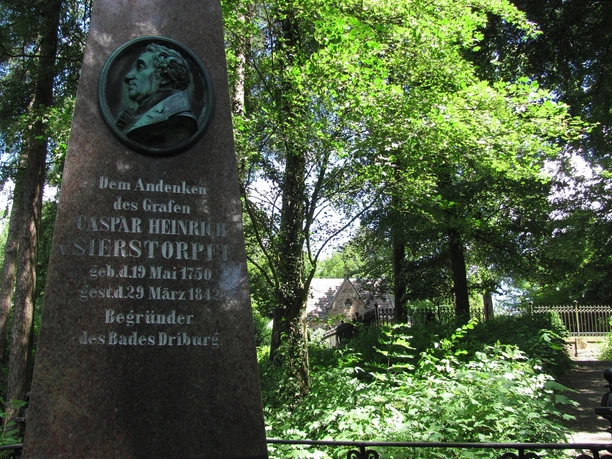 Dem Andenken
des Grafen
CASPAR HEINRICH
v. SIERSTORPFF
geb. d. 19 Mai 1750
gest. d. 29 März 1842
Begründer
des Bades Driburg